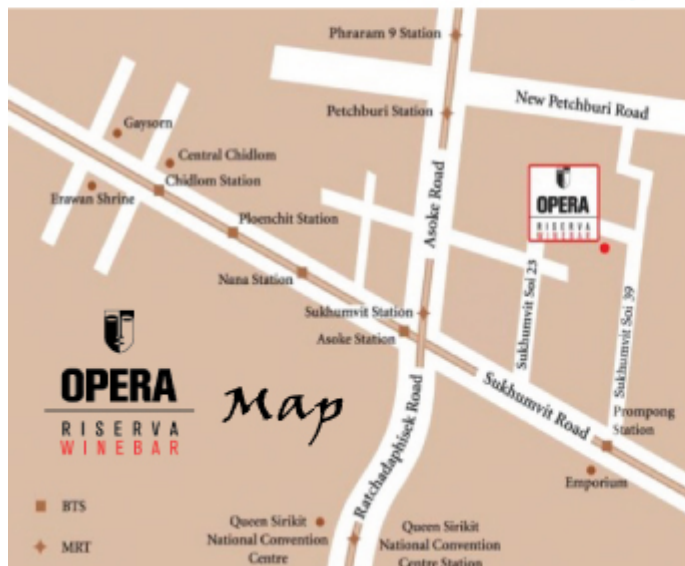 Phraram 9 Station
New Petchburi Road
Petchburi Station
Gaysorn
Central Chidlom
Chidlom Station
Erawan Shrine
Asoke Road
OPERA
RISERVA
WINEBAR
Ploenchit Station
Nana Station
Sukhumvit Soi 23
Sukhumvit Soi 39
Sukhumvit Station
Asoke Station
OPERA
RISERVA
WINEBAR
Map
Sukhumvit Road
Prompong
Station
Ratchadaphisek Road
Emporium
BTS
MRT
Queen Sirikit
National Convention
Centre
Queen Sirikit
National Convention
Centre Station